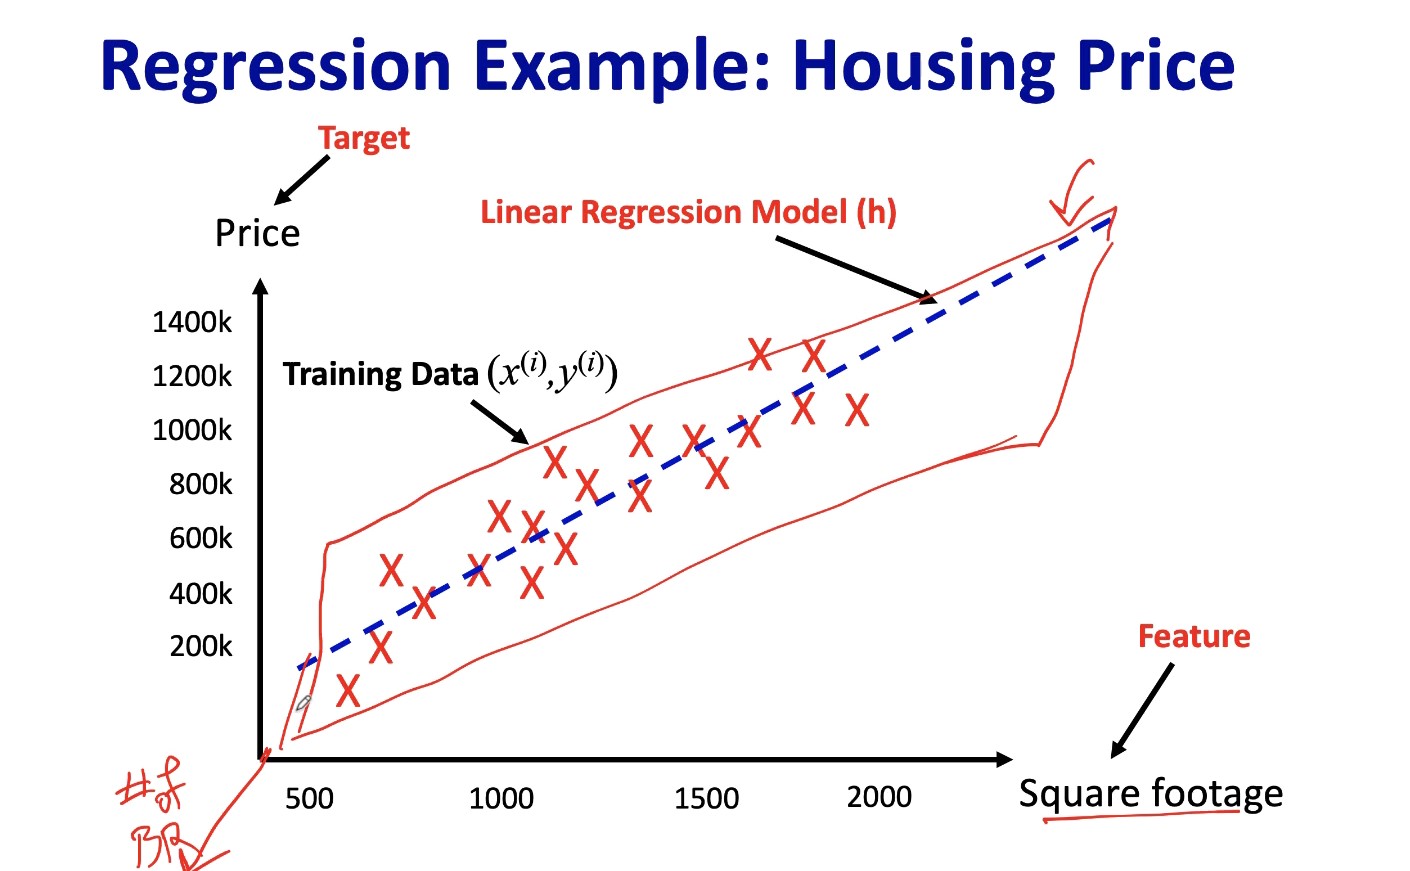 Regression Example: Housing Price
Target
Price
Linear Regression Model (h)
1400k
Training Data (x^(i),y^(i))
1200k
1000k
800k
600k
400k
200k
Feature
500 1000 1500 2000
Square footage
# of
BR